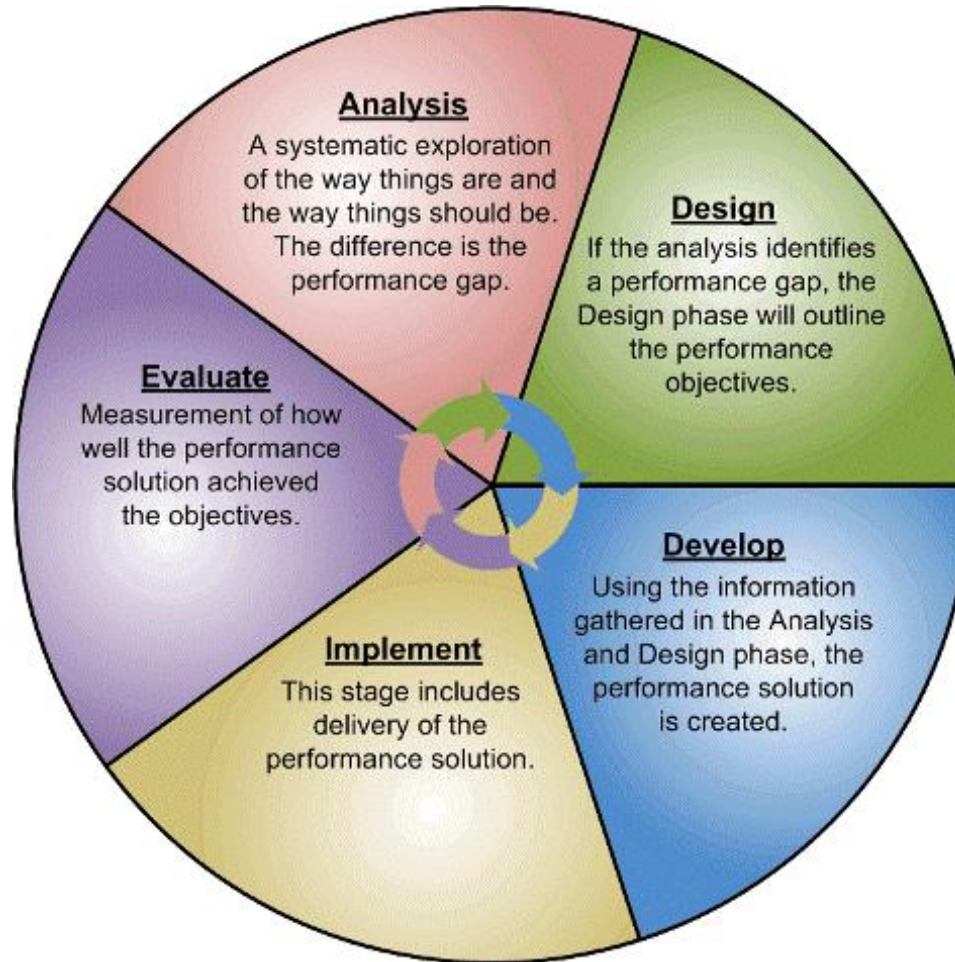 Analysis
A systematic exploration
of the way things are and
the way things should be.
The difference is the
performance gap.
Design
If the analysis identifies
a performance gap, the
Design phase will outline
the performance
objectives.
Develop
Using the information
gathered in the Analysis
and Design phase, the
performance solution
is created.
Implement
This stage includes
delivery of the
performance solution.
Evaluate
Measurement of how
well the performance
solution achieved
the objectives.